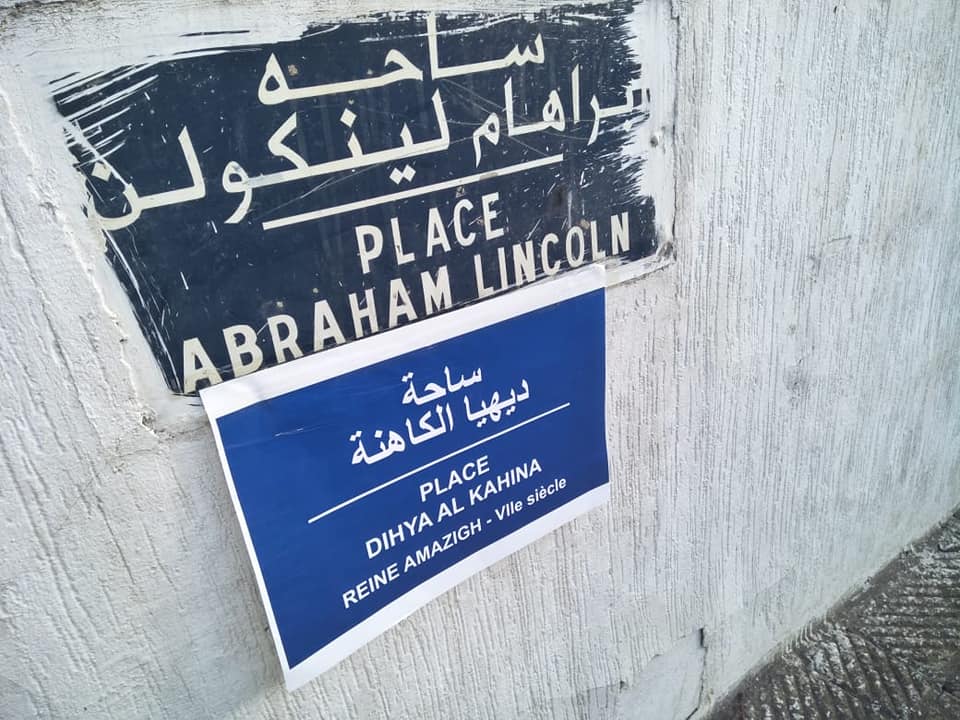 ساحه
براهام لينكولن
PLACE
ABRAHAM LINCOLN
ساحة
ديهيا الكاهنة
PLACE
DIHYA AL KAHINA
REINE AMAZIGH - VIIe siècle